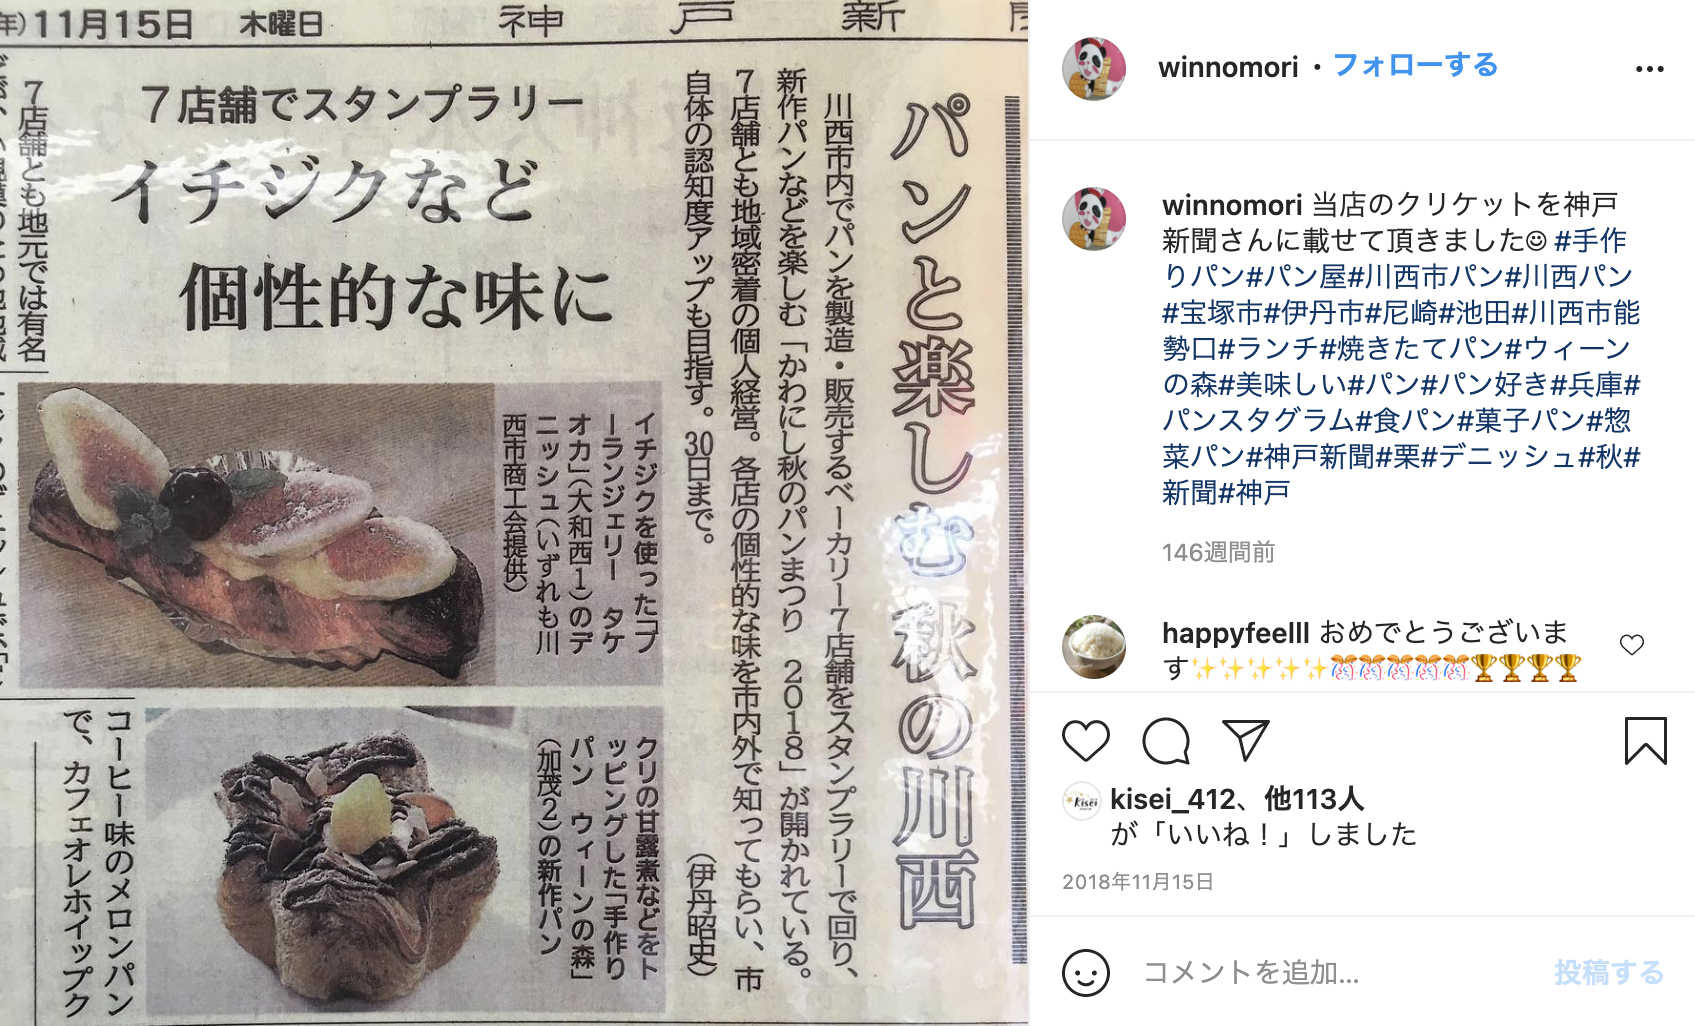 年）11月15日 木曜日 神戸新
パンと楽しむ秋の川西
7店舗でスタンプラリー
イチジクなど
個性的な味に
川西市内でパンを製造・販売するベーカリー7店舗をスタンプラリーで回り、
新作パンなどを楽しむ「かわにし秋のパンまつり 2018」が開かれている。
7店舗とも地域密着の個人経営。各店の個性的な味を市内外で知ってもらい、市
自体の認知度アップも目指す。30日まで。
（伊丹昭史）
イチジクを使った「ブ
ーランジェリー タケ
オカ」（大和西1）のデ
ニッシュ（いずれも川
西市商工会提供）
クリの甘露煮などをト
ッピングした「手作り
パン ウィーンの森」
（加茂2）の新作パン
7店舗とも地元では有名
コーヒー味のメロンパン
で、カフェオレホイップク
winnomori • フォローする
winnomori 当店のクリケットを神戸
新聞さんに載せて頂きました☺ #手作
りパン#パン屋#川西市パン#川西パン
#宝塚市#伊丹市#尼崎#池田#川西市能
勢口#ランチ#焼きたてパン#ウィーン
の森#美味しい#パン#パン好き#兵庫#
パンスタグラム#食パン#菓子パン#惣
菜パン#神戸新聞#栗#デニッシュ#秋#
新聞#神戸
146週間前
happyfeelll おめでとうございま
す✨✨✨✨✨🎊🎊🎊🎊🎊🏆🏆🏆🏆
kisei_412、他113人
が「いいね！」しました
2018年11月15日
コメントを追加... 投稿する